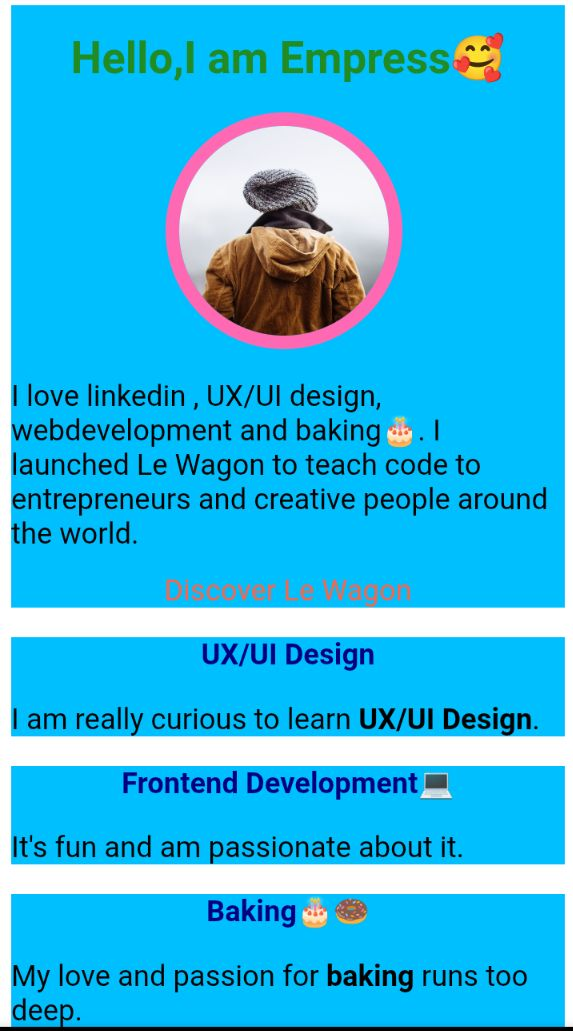 Hello,I am Empress🥰
I love linkedin , UX/UI design,
webdevelopment and baking🎂. I
launched Le Wagon to teach code to
entrepreneurs and creative people around
the world.
Discover Le Wagon
UX/UI Design
I am really curious to learn UX/UI Design.
Frontend Development💻
It's fun and am passionate about it.
Baking🎂🍩
My love and passion for baking runs too
deep.